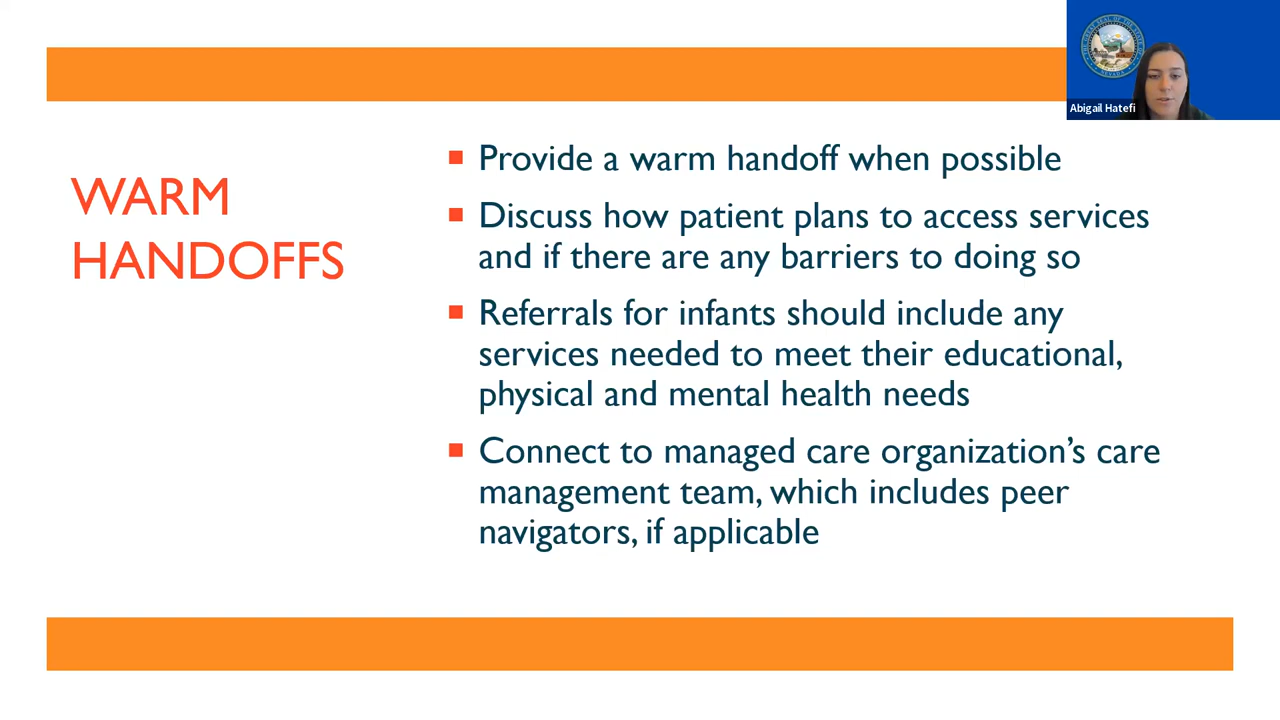 Abigail Hatefi
WARM
HANDOFFS
Provide a warm handoff when possible
Discuss how patient plans to access services
and if there are any barriers to doing so
Referrals for infants should include any
services needed to meet their educational,
physical and mental health needs
Connect to managed care organization’s care
management team, which includes peer
navigators, if applicable